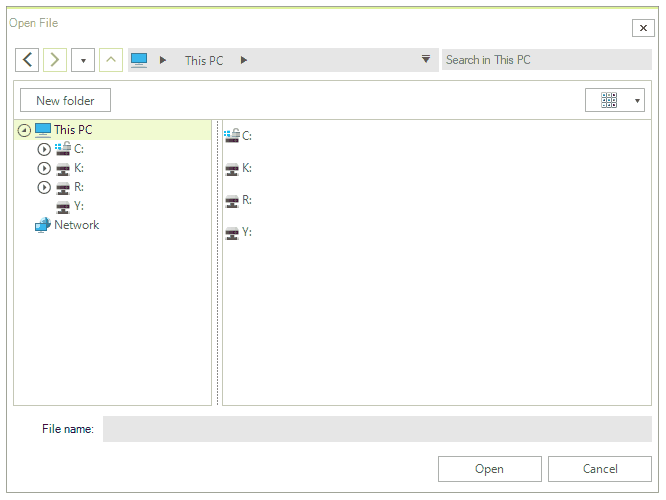 Open File
This PC
Search in This PC
New folder
This PC
C:
K:
R:
Y:
Network
C:
K:
R:
Y:
File name:
Open
Cancel